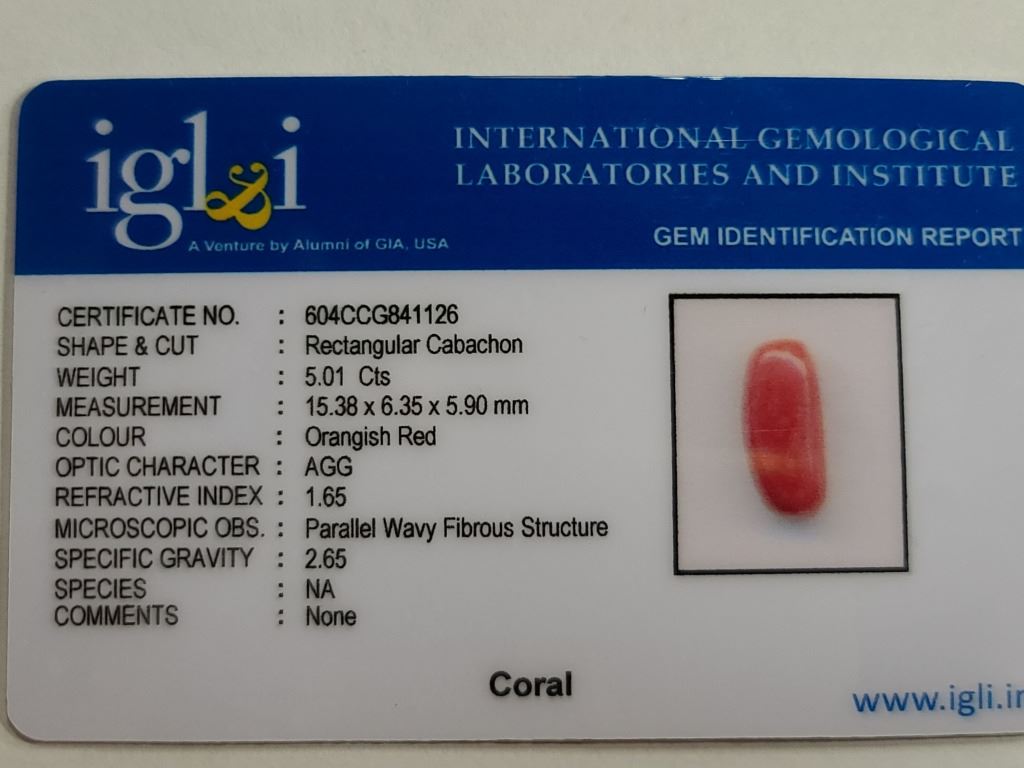 igl&i
A Venture by Alumni of GIA, USA
INTERNATIONAL GEMOLOGICAL
LABORATORIES AND INSTITUTE
GEM IDENTIFICATION REPORT
CERTIFICATE NO. : 604CCG841126
SHAPE & CUT : Rectangular Cabachon
WEIGHT : 5.01 Cts
MEASUREMENT : 15.38 x 6.35 x 5.90 mm
COLOUR : Orangish Red
OPTIC CHARACTER : AGG
REFRACTIVE INDEX : 1.65
MICROSCOPIC OBS. : Parallel Wavy Fibrous Structure
SPECIFIC GRAVITY : 2.65
SPECIES : NA
COMMENTS : None
Coral
www.igli.in